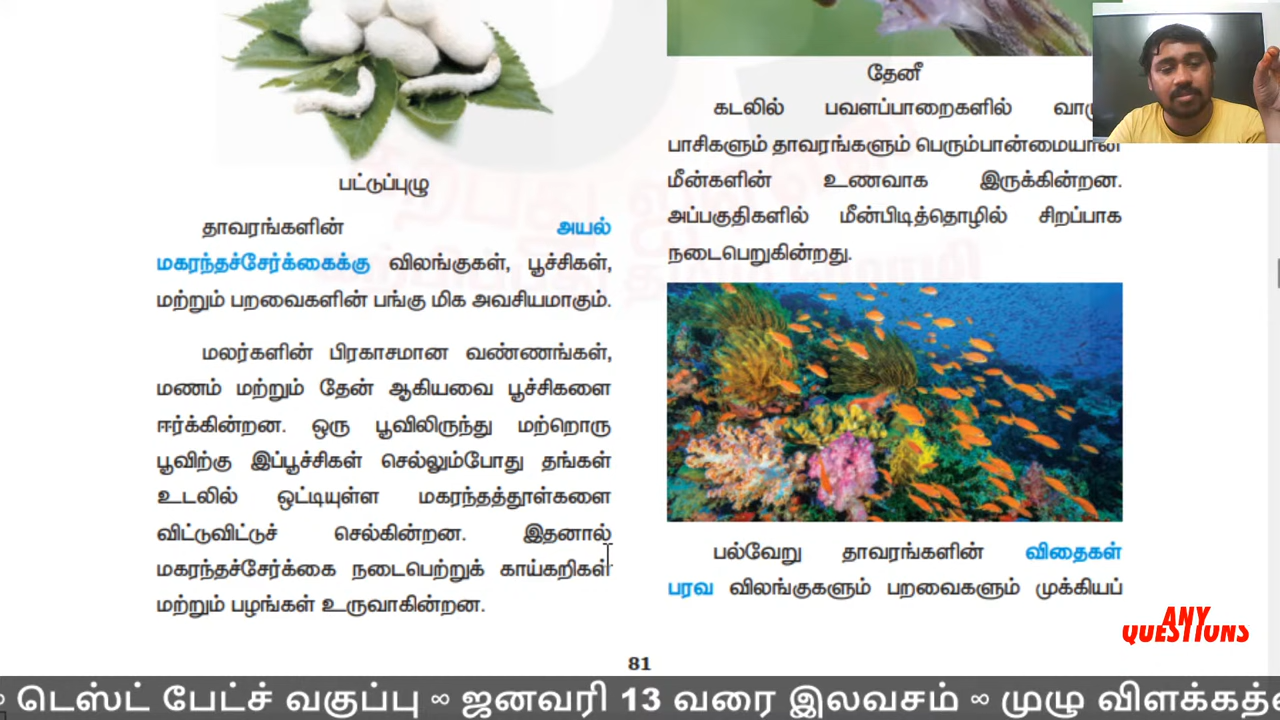 பட்டுப்புழு
தாவரங்களின் அயல்
மகரந்தச்சேர்க்கைக்கு விலங்குகள், பூச்சிகள்,
மற்றும் பறவைகளின் பங்கு மிக அவசியமாகும்.
மலர்களின் பிரகாசமான வண்ணங்கள்,
மணம் மற்றும் தேன் ஆகியவை பூச்சிகளை
ஈர்க்கின்றன. ஒரு பூவிலிருந்து மற்றொரு
பூவிற்கு இப்பூச்சிகள் செல்லும்போது தங்கள்
உடலில் ஒட்டியுள்ள மகரந்தத்தூள்களை
விட்டுவிட்டுச் செல்கின்றன. இதனால்
மகரந்தச்சேர்க்கை நடைபெற்றுக் காய்கறிகள்
மற்றும் பழங்கள் உருவாகின்றன.
தேனீ
கடலில் பவளப்பாறைகளில்
பாசிகளும் தாவரங்களும் பெரும்பான்மையான
மீன்களின் உணவாக இருக்கின்றன.
அப்பகுதிகளில் மீன்பிடித்தொழில் சிறப்பாக
நடைபெறுகின்றது.
பல்வேறு தாவரங்களின் விதைகள்
பரவ விலங்குகளும் பறவைகளும் முக்கியப்
ANY
QUESTIONS
81
∞ டெஸ்ட் பேட்ச் வகுப்பு ∞ ஜனவரி 13 வரை இலவசம் ∞ முழு